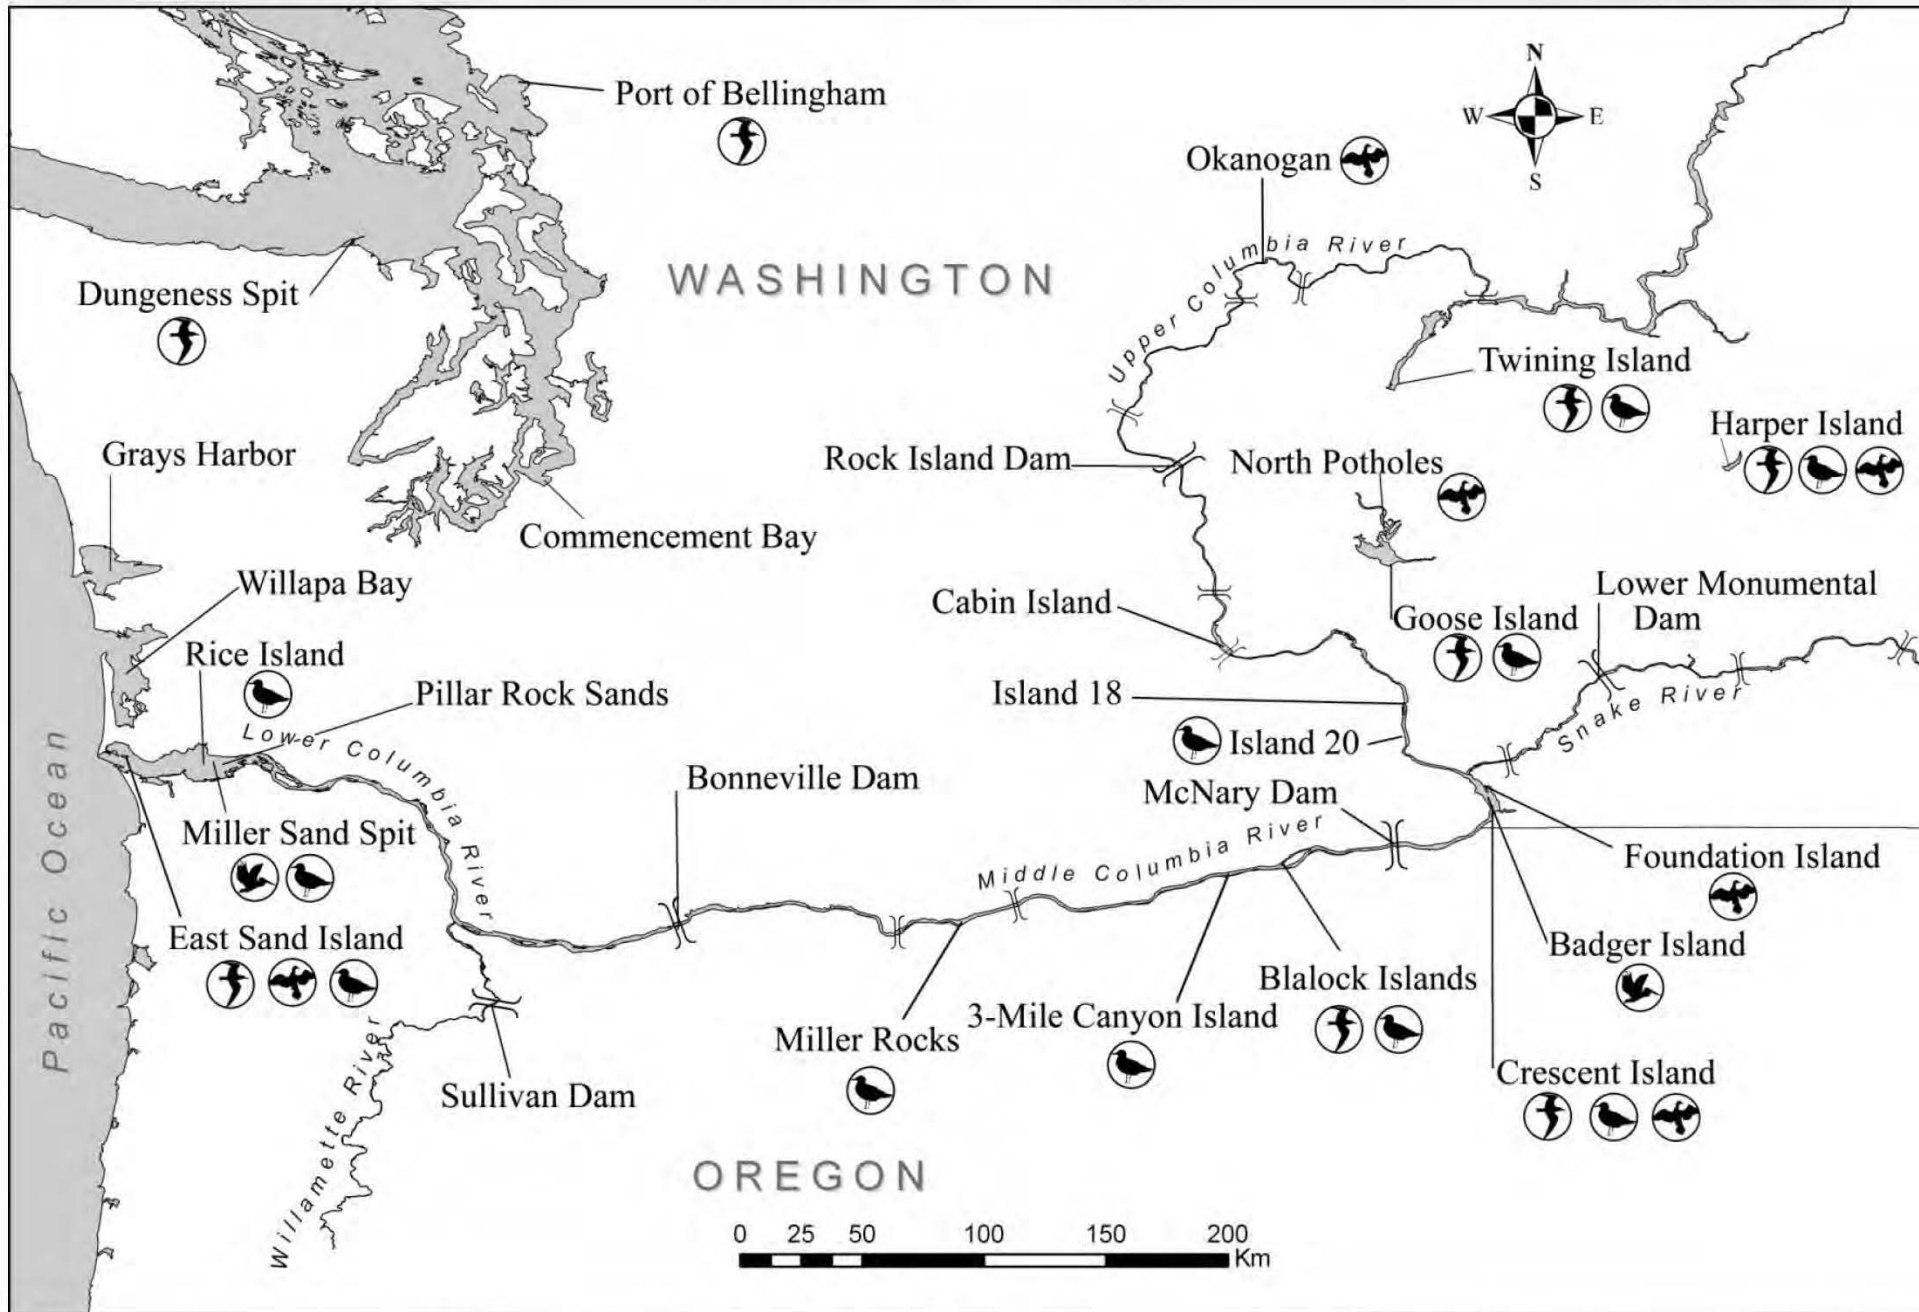 N
Port of Bellingham
W E
Okanogan
S
Upper Columbia River
WASHINGTON
Dungeness Spit
Twining Island
Harper Island
Grays Harbor
Rock Island Dam
North Potholes
Commencement Bay
Willapa Bay
Lower Monumental
Dam
Cabin Island
Goose Island
Rice Island
Pillar Rock Sands
Island 18
Snake River
Lower Columbia River
Island 20
Pacific Ocean
Bonneville Dam
McNary Dam
Miller Sand Spit
Middle Columbia River
Foundation Island
East Sand Island
Badger Island
Blalock Islands
3-Mile Canyon Island
Miller Rocks
Crescent Island
Sullivan Dam
Willamette River
OREGON
0 25 50 100 150 200
Km